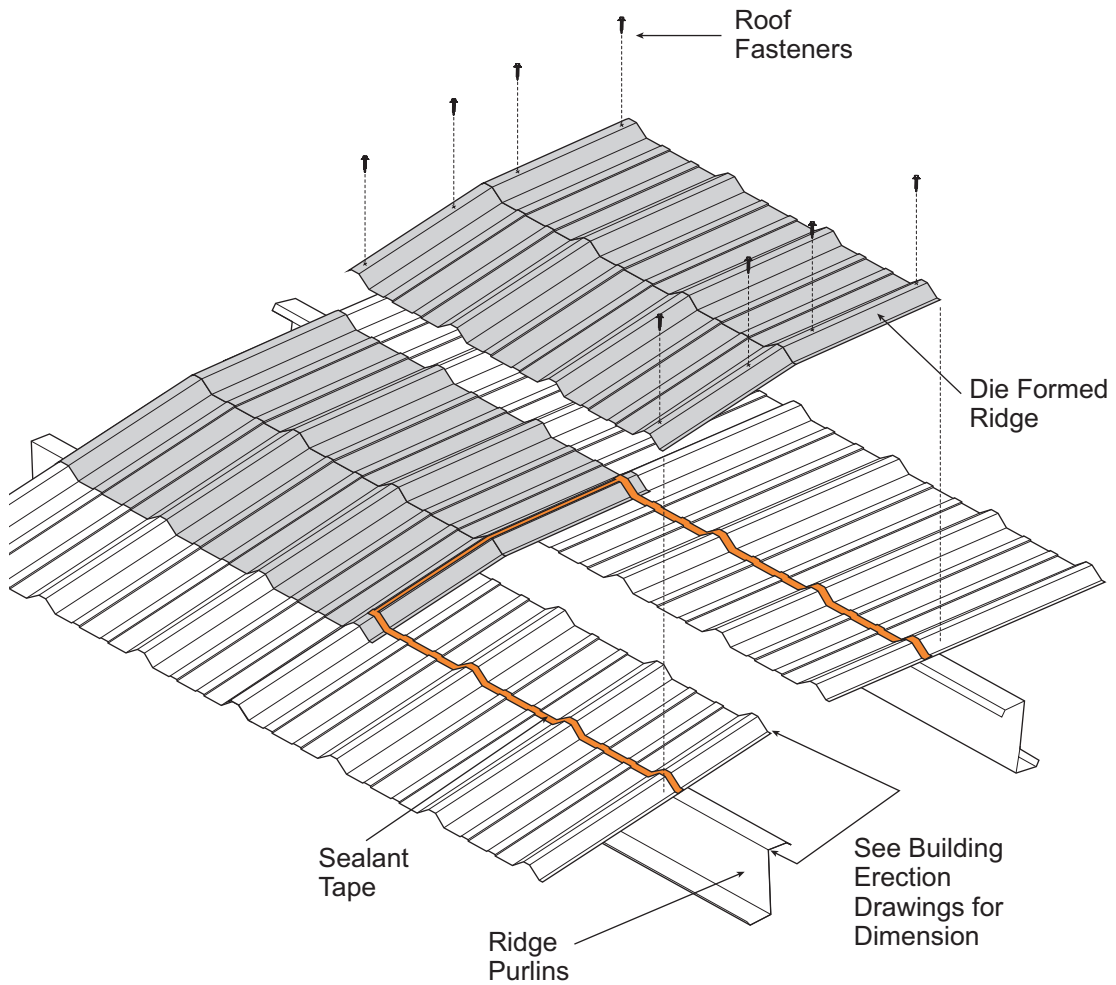 Roof
Fasteners
Die Formed
Ridge
Sealant
Tape
See Building
Erection
Drawings for
Dimension
Ridge
Purlins